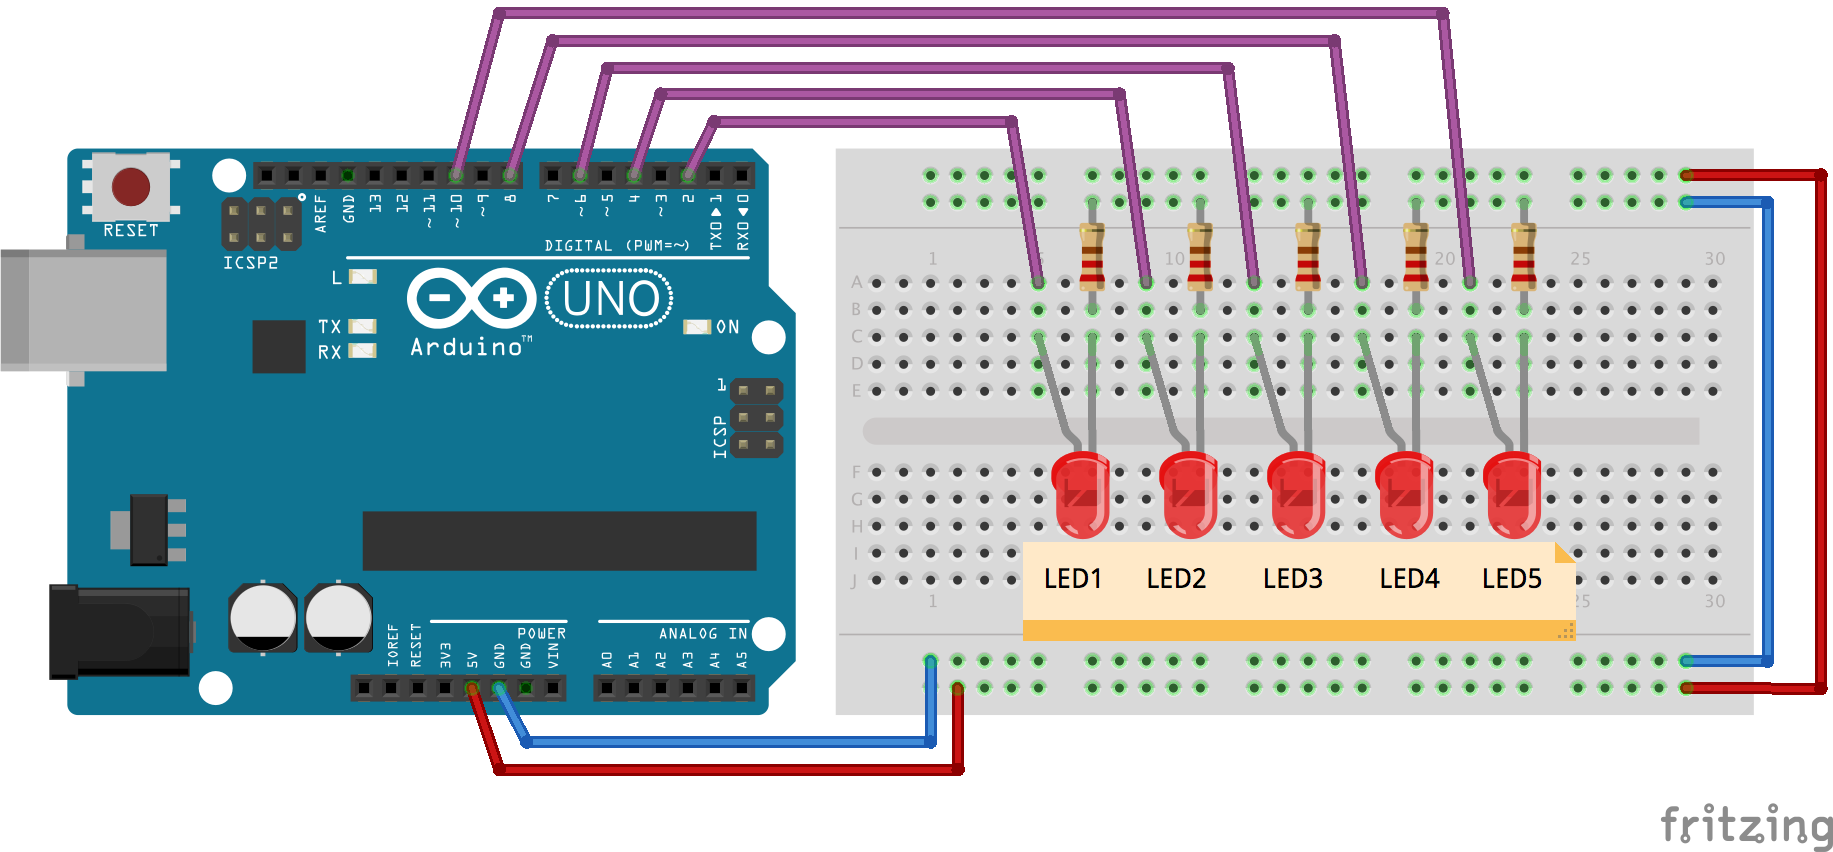 RESET
ICSP2
AREF
GND
13
12
~11
~10
~9
8
7
~6
~5
4
~3
2
TX0▶1
RX0◀0
DIGITAL (PWM=~)
L
TX
RX
UNO
Arduino™
ON
1
ICSP
IOREF
RESET
3V3
5V
GND
GND
VIN
POWER
ANALOG IN
A0
A1
A2
A3
A4
A5
1 5 10 20 25 30
A
B
C
D
E
F
G
H
I
J
LED1 LED2 LED3 LED4 LED5
1 25 30
fritzing